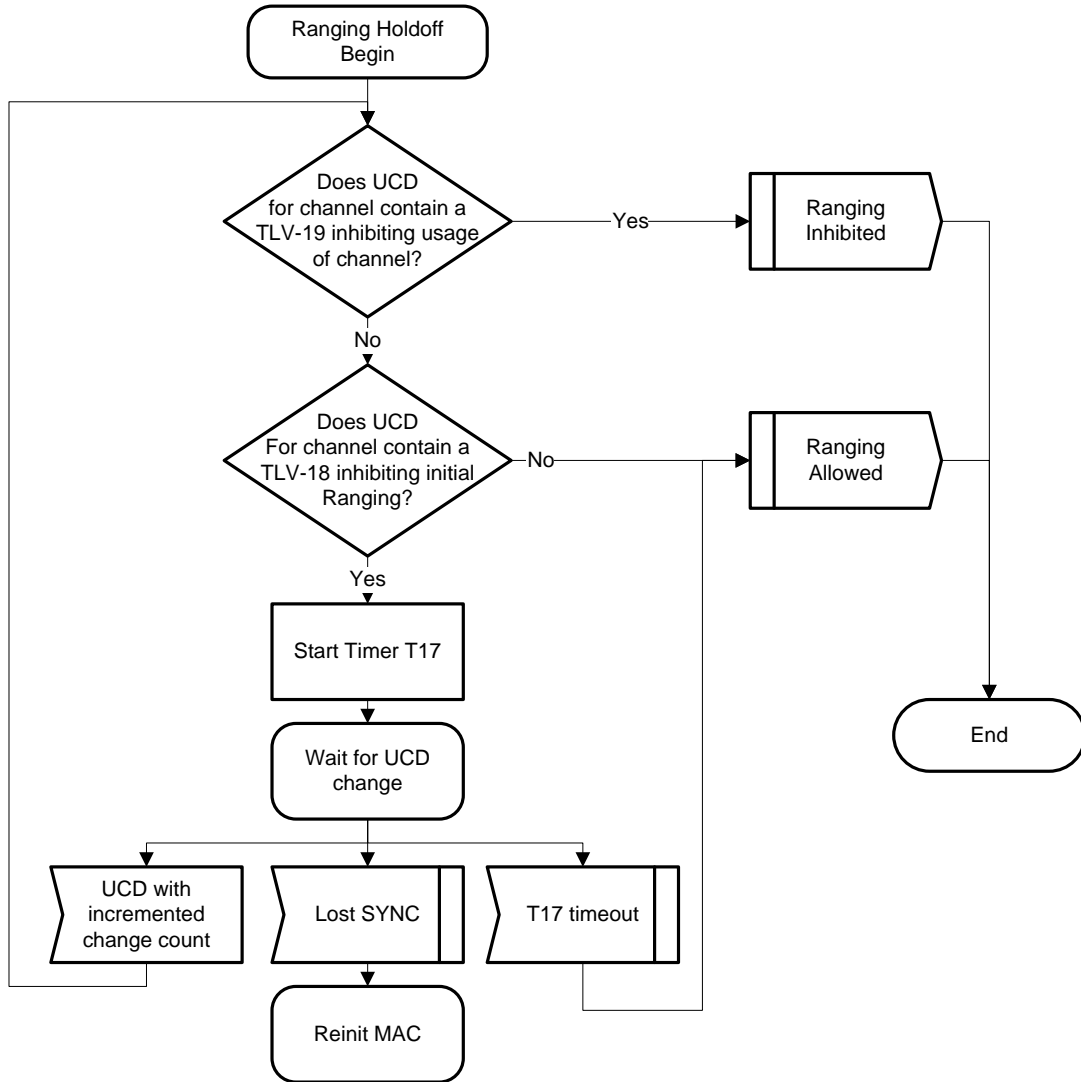 Ranging Holdoff
Begin
Does UCD
for channel contain a
TLV-19 inhibiting usage
of channel?
Yes
Ranging
Inhibited
No
Does UCD
For channel contain a
TLV-18 inhibiting initial
Ranging?
No
Ranging
Allowed
Yes
Start Timer T17
Wait for UCD
change
End
UCD with
incremented
change count
Lost SYNC
T17 timeout
Reinit MAC